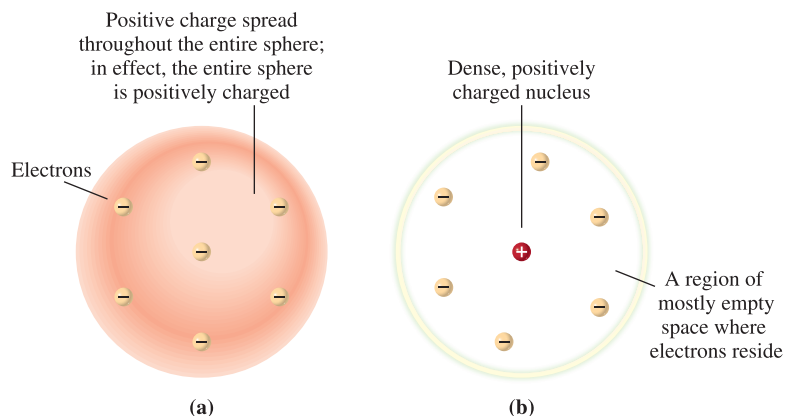 Positive charge spread
throughout the entire sphere;
in effect, the entire sphere
is positively charged
Electrons
(a)
Dense, positively
charged nucleus
+
A region of
mostly empty
space where
electrons reside
(b)